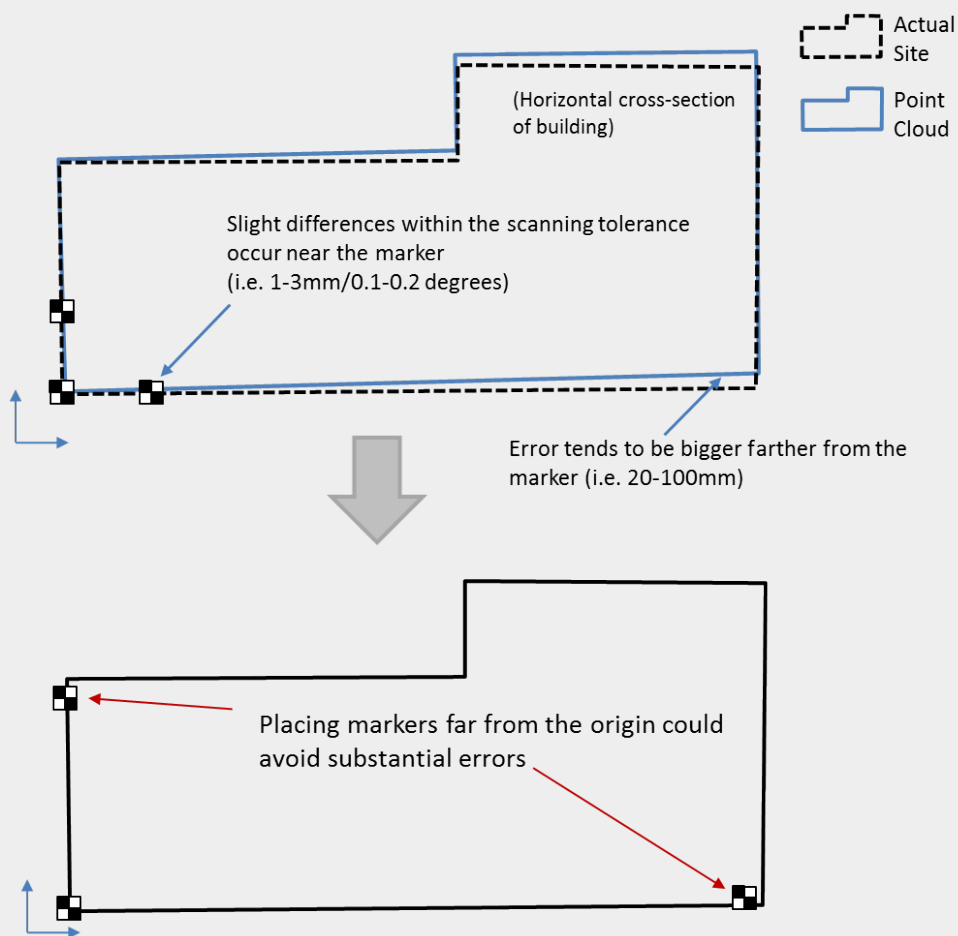 Actual
Site
(Horizontal cross-section
of building)
Point
Cloud
Slight differences within the scanning tolerance
occur near the marker
(i.e. 1-3mm/0.1-0.2 degrees)
Error tends to be bigger farther from the
marker (i.e. 20-100mm)
Placing markers far from the origin could
avoid substantial errors